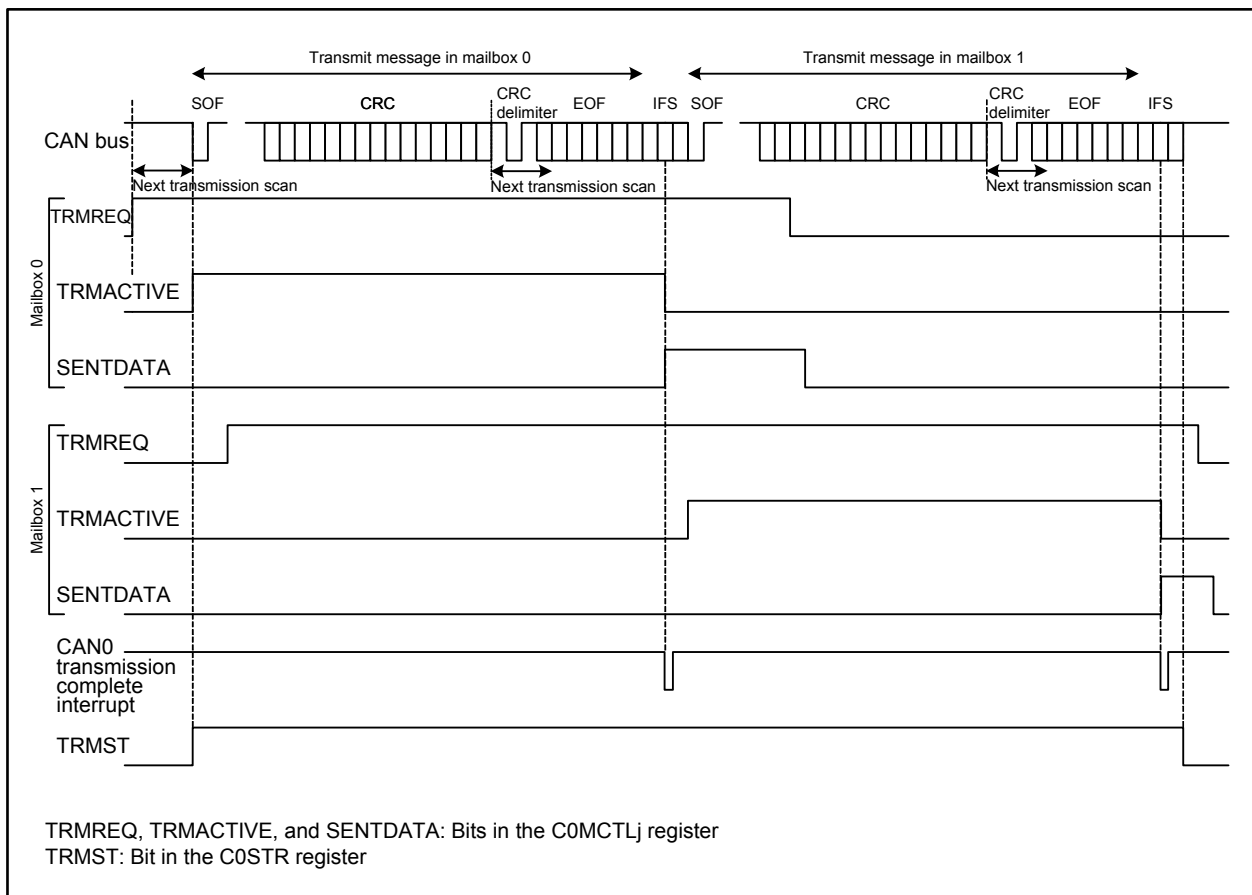 Transmit message in mailbox 0
Transmit message in mailbox 1
SOF
CRC
CRC
delimiter
EOF
IFS
SOF
CRC
CRC
delimiter
EOF
IFS
CAN bus
Next transmission scan
Next transmission scan
Next transmission scan
Mailbox 0
TRMREQ
TRMACTIVE
SENTDATA
Mailbox 1
TRMREQ
TRMACTIVE
SENTDATA
CAN0
transmission
complete
interrupt
TRMST
TRMREQ, TRMACTIVE, and SENTDATA: Bits in the C0MCTLj register
TRMST: Bit in the C0STR register